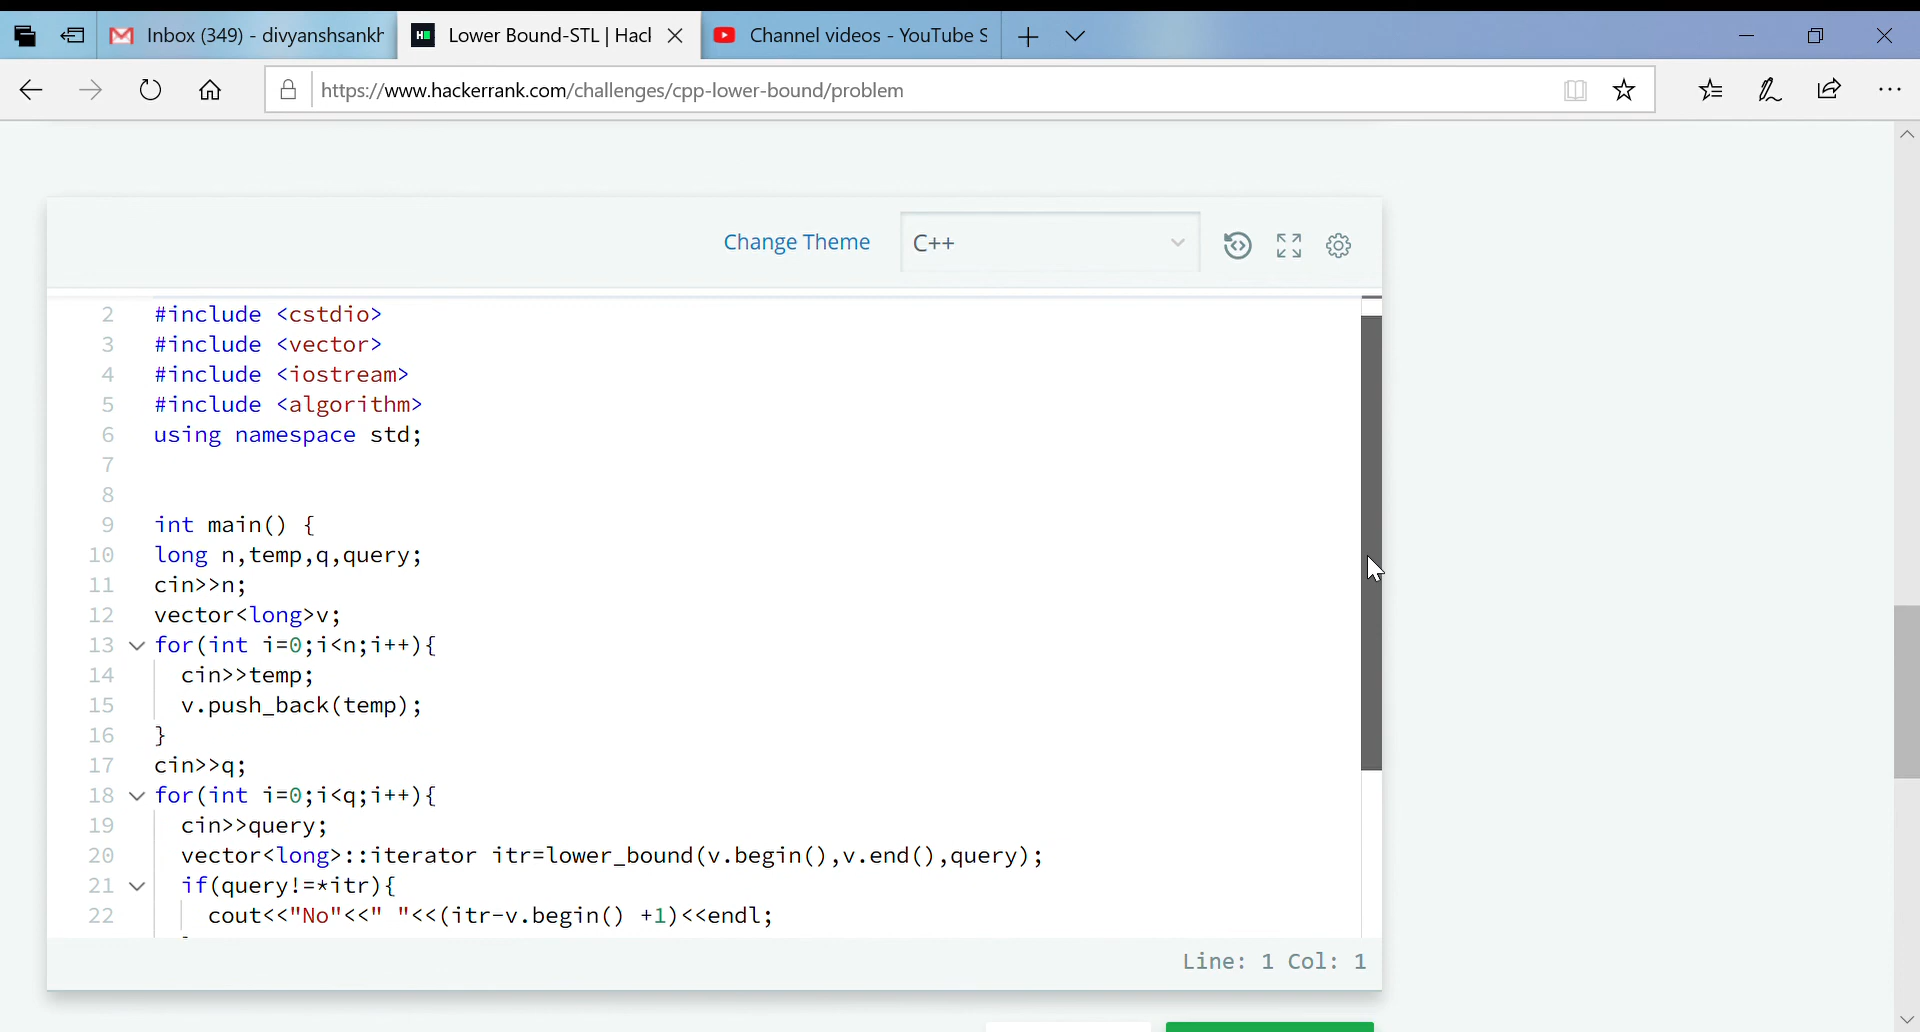 Inbox (349) - divyanshsankh
Lower Bound-STL | Hacl
Channel videos - YouTube S
https://www.hackerrank.com/challenges/cpp-lower-bound/problem
Change Theme
C++
2 #include <cstdio>
3 #include <vector>
4 #include <iostream>
5 #include <algorithm>
6 using namespace std;
7
8
9 int main() {
10 long n,temp,q,query;
11 cin>>n;
12 vector<long>v;
13 for(int i=0;i<n;i++){
14 cin>>temp;
15 v.push_back(temp);
16 }
17 cin>>q;
18 for(int i=0;i<q;i++){
19 cin>>query;
20 vector<long>::iterator itr=lower_bound(v.begin(),v.end(),query);
21 if(query!=*itr){
22 cout<<"No"<<" "<<(itr-v.begin() +1)<<endl;
Line: 1 Col: 1